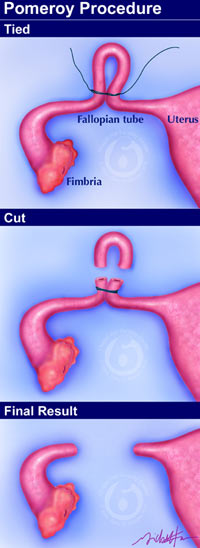 Pomeroy Procedure
Tied
Fallopian tube
Uterus
Fimbria
Cut
Final Result